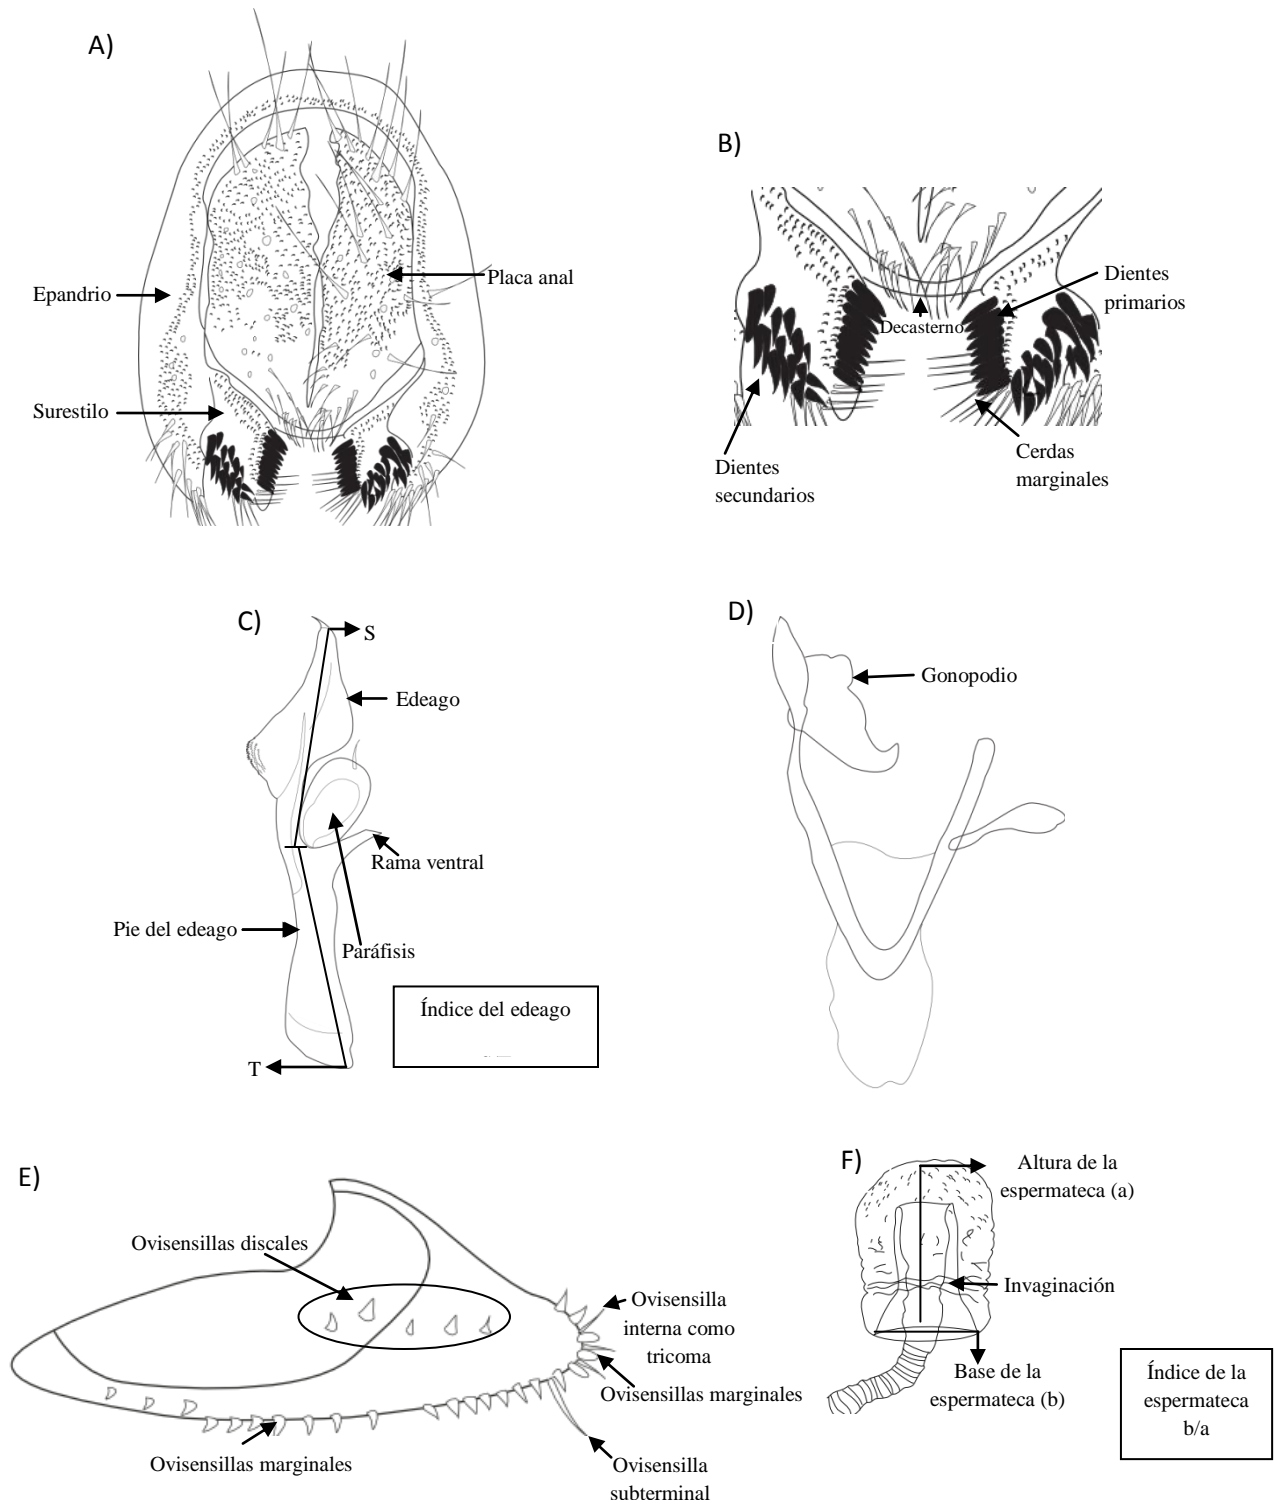 A)
Epandrio
Placa anal
Surestilo
B)
Dientes
primarios
Decasterno
Dientes
secundarios
Cerdas
marginales
C)
S
Edeago
Rama ventral
Pie del edeago
Paráfisis
T
Índice del edeago
D)
Gonopodio
E)
Ovisensillas discales
Ovisensilla
interna como
tricoma
Ovisensillas marginales
Ovisensillas marginales
Ovisensilla
subterminal
F)
Altura de la
espermateca (a)
Invaginación
Base de la
espermateca (b)
Índice de la
espermateca
b/a